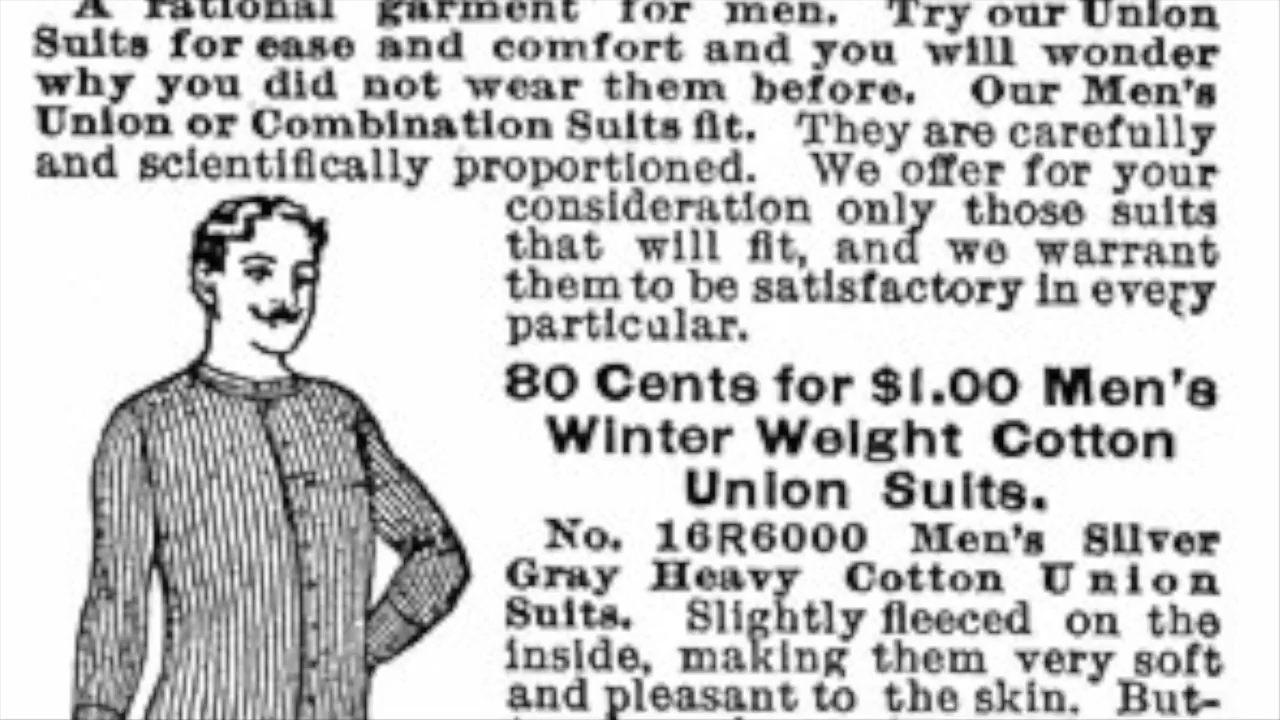 A rational garment for men. Try our Union
Suits for ease and comfort and you will wonder
why you did not wear them before. Our Men's
Union or Combination Suits fit. They are carefully
and scientifically proportioned. We offer for your
consideration only those suits
that will fit, and we warrant
them to be satisfactory in every
particular.
80 Cents for $1.00 Men's
Winter Weight Cotton
Union Suits.
No. 16R6000 Men's Silver
Gray Heavy Cotton Union
Suits. Slightly fleeced on the
inside, making them very soft
and pleasant to the skin. But-